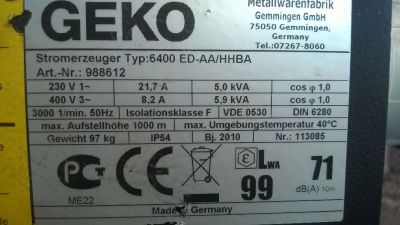 GEKO
Metallwarenfabrik
Gemmingen GmbH
75050 Gemmingen,
Germany
Tel.:07267-8060
Stromerzeuger Typ:6400 ED-AA/HHBA
Art.-Nr.: 988612
230 V 1~ 21,7 A 5,0 kVA cos φ 1,0
400 V 3~ 8,2 A 5,9 kVA cos φ 1,0
3000 1/min. 50Hz Isolationsklasse F VDE 0530 DIN 6280
max. Aufstellhöhe 1000 m max. Umgebungstemperatur 40°C
Gewicht 97 kg IP54 Bj. 2010 Nr.: 113085
PCT ME22 CE LWA 99 71 dB(A) 10m
Made in Germany